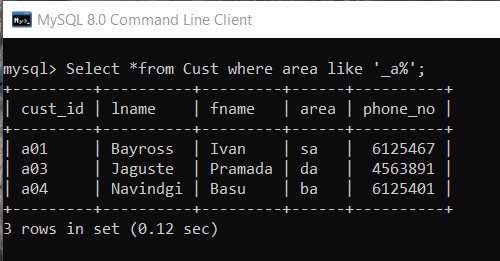 MySQL 8.0 Command Line Client
mysql> Select *from Cust where area like '_a%';
+---------+----------+---------+------+----------+
| cust_id | lname    | fname   | area | phone_no |
+---------+----------+---------+------+----------+
| a01     | Bayross  | Ivan    | sa   |  6125467 |
| a03     | Jaguste  | Pramada | da   |  4563891 |
| a04     | Navindgi | Basu    | ba   |  6125401 |
+---------+----------+---------+------+----------+
3 rows in set (0.12 sec)